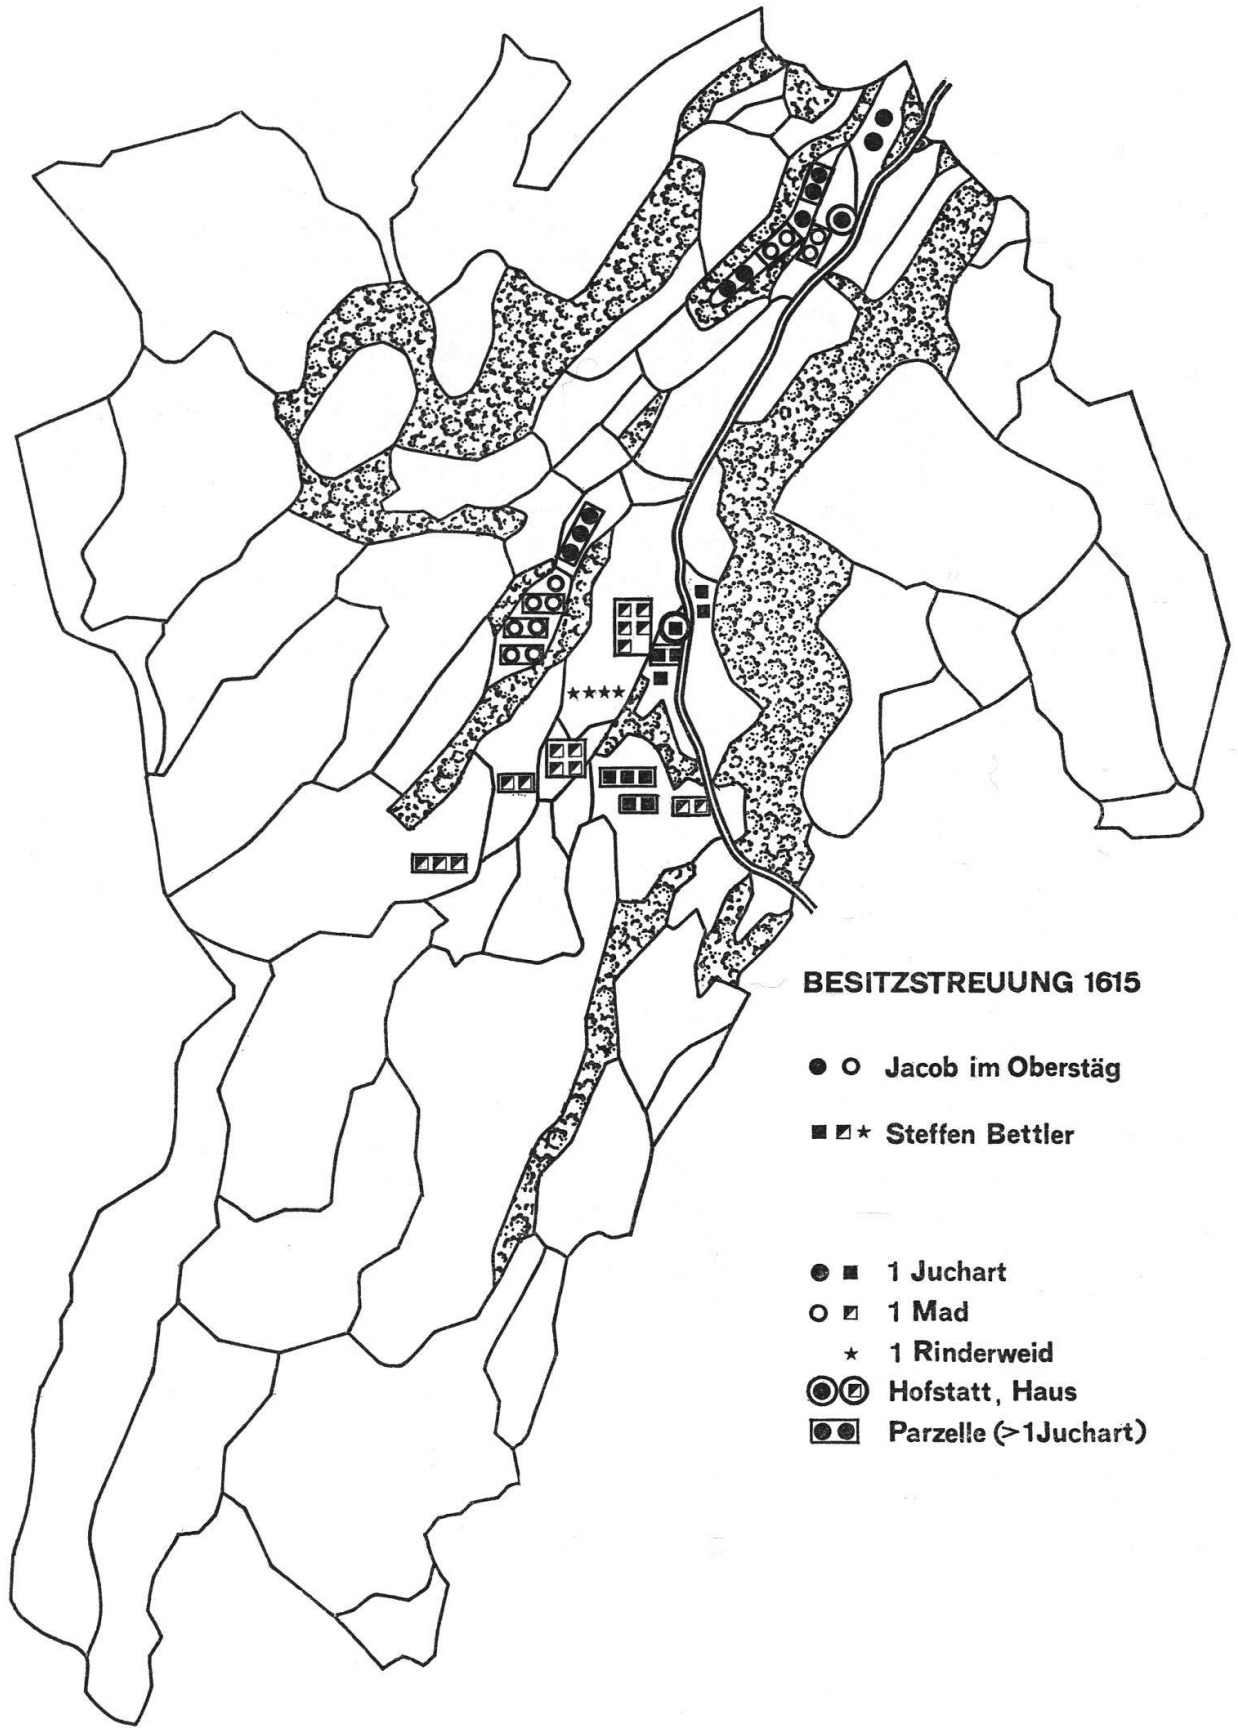 BESITZSTREUUNG 1615
Jacob im Oberstäg
Steffen Bettler
1 Juchart
1 Mad
1 Rinderweid
Hofstatt, Haus
Parzelle (>1Juchart)